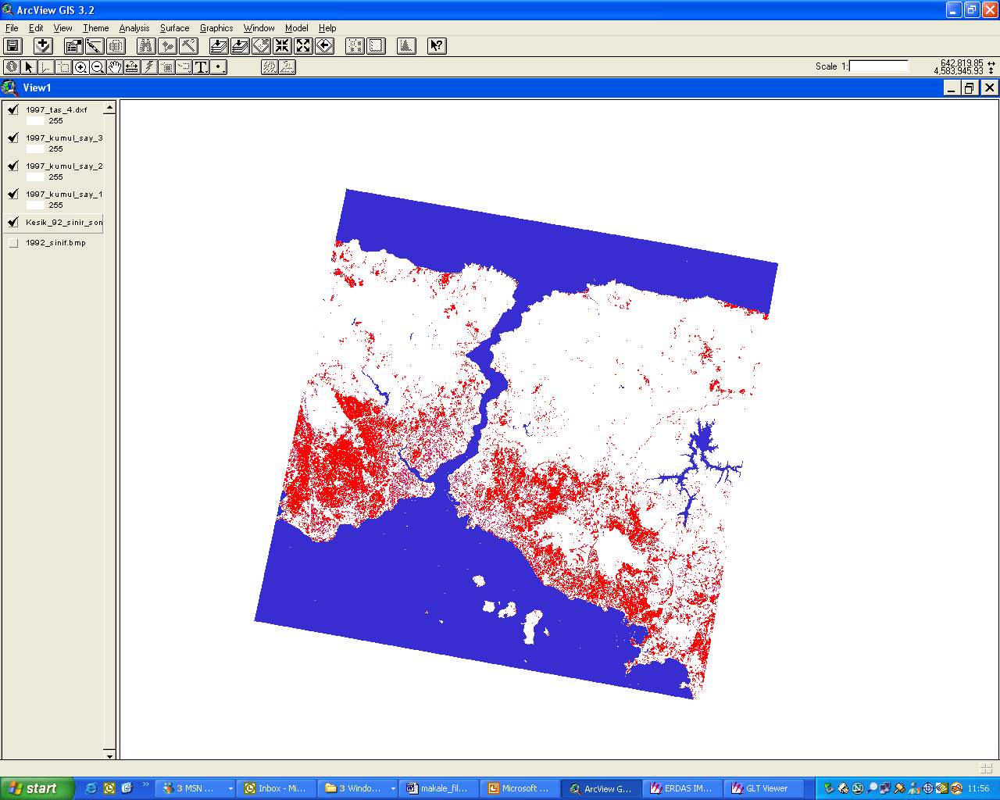 ArcView GIS 3.2
File Edit View Theme Analysis Surface Graphics Window Model Help
Scale 1:
642,819.85
4,583,945.93
View1
1997_tas_4.dxf
255
1997_kumul_say_3
255
1997_kumul_say_2
255
1997_kumul_say_1
255
Kesik_92_sinir_son
1992_sinif.bmp
start
3 MSN ...
Inbox - Mi...
3 Windo...
makale_fil...
Microsoft ...
ArcView G...
ERDAS IM...
GLT Viewer
11:56